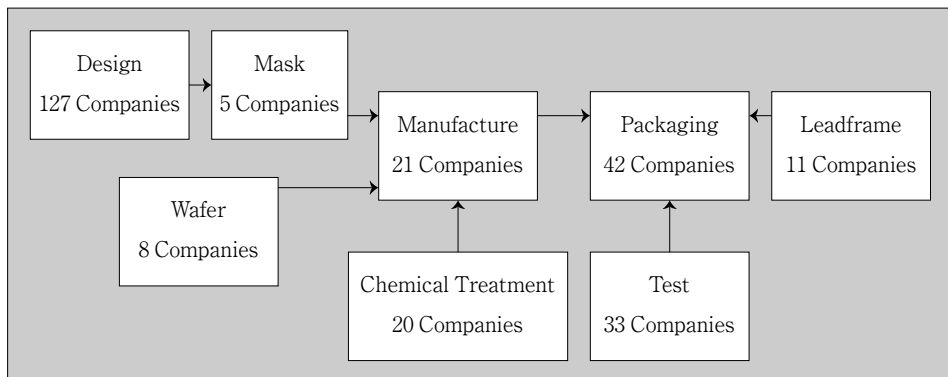 Design
127 Companies
Mask
5 Companies
Manufacture
21 Companies
Packaging
42 Companies
Leadframe
11 Companies
Wafer
8 Companies
Chemical Treatment
20 Companies
Test
33 Companies